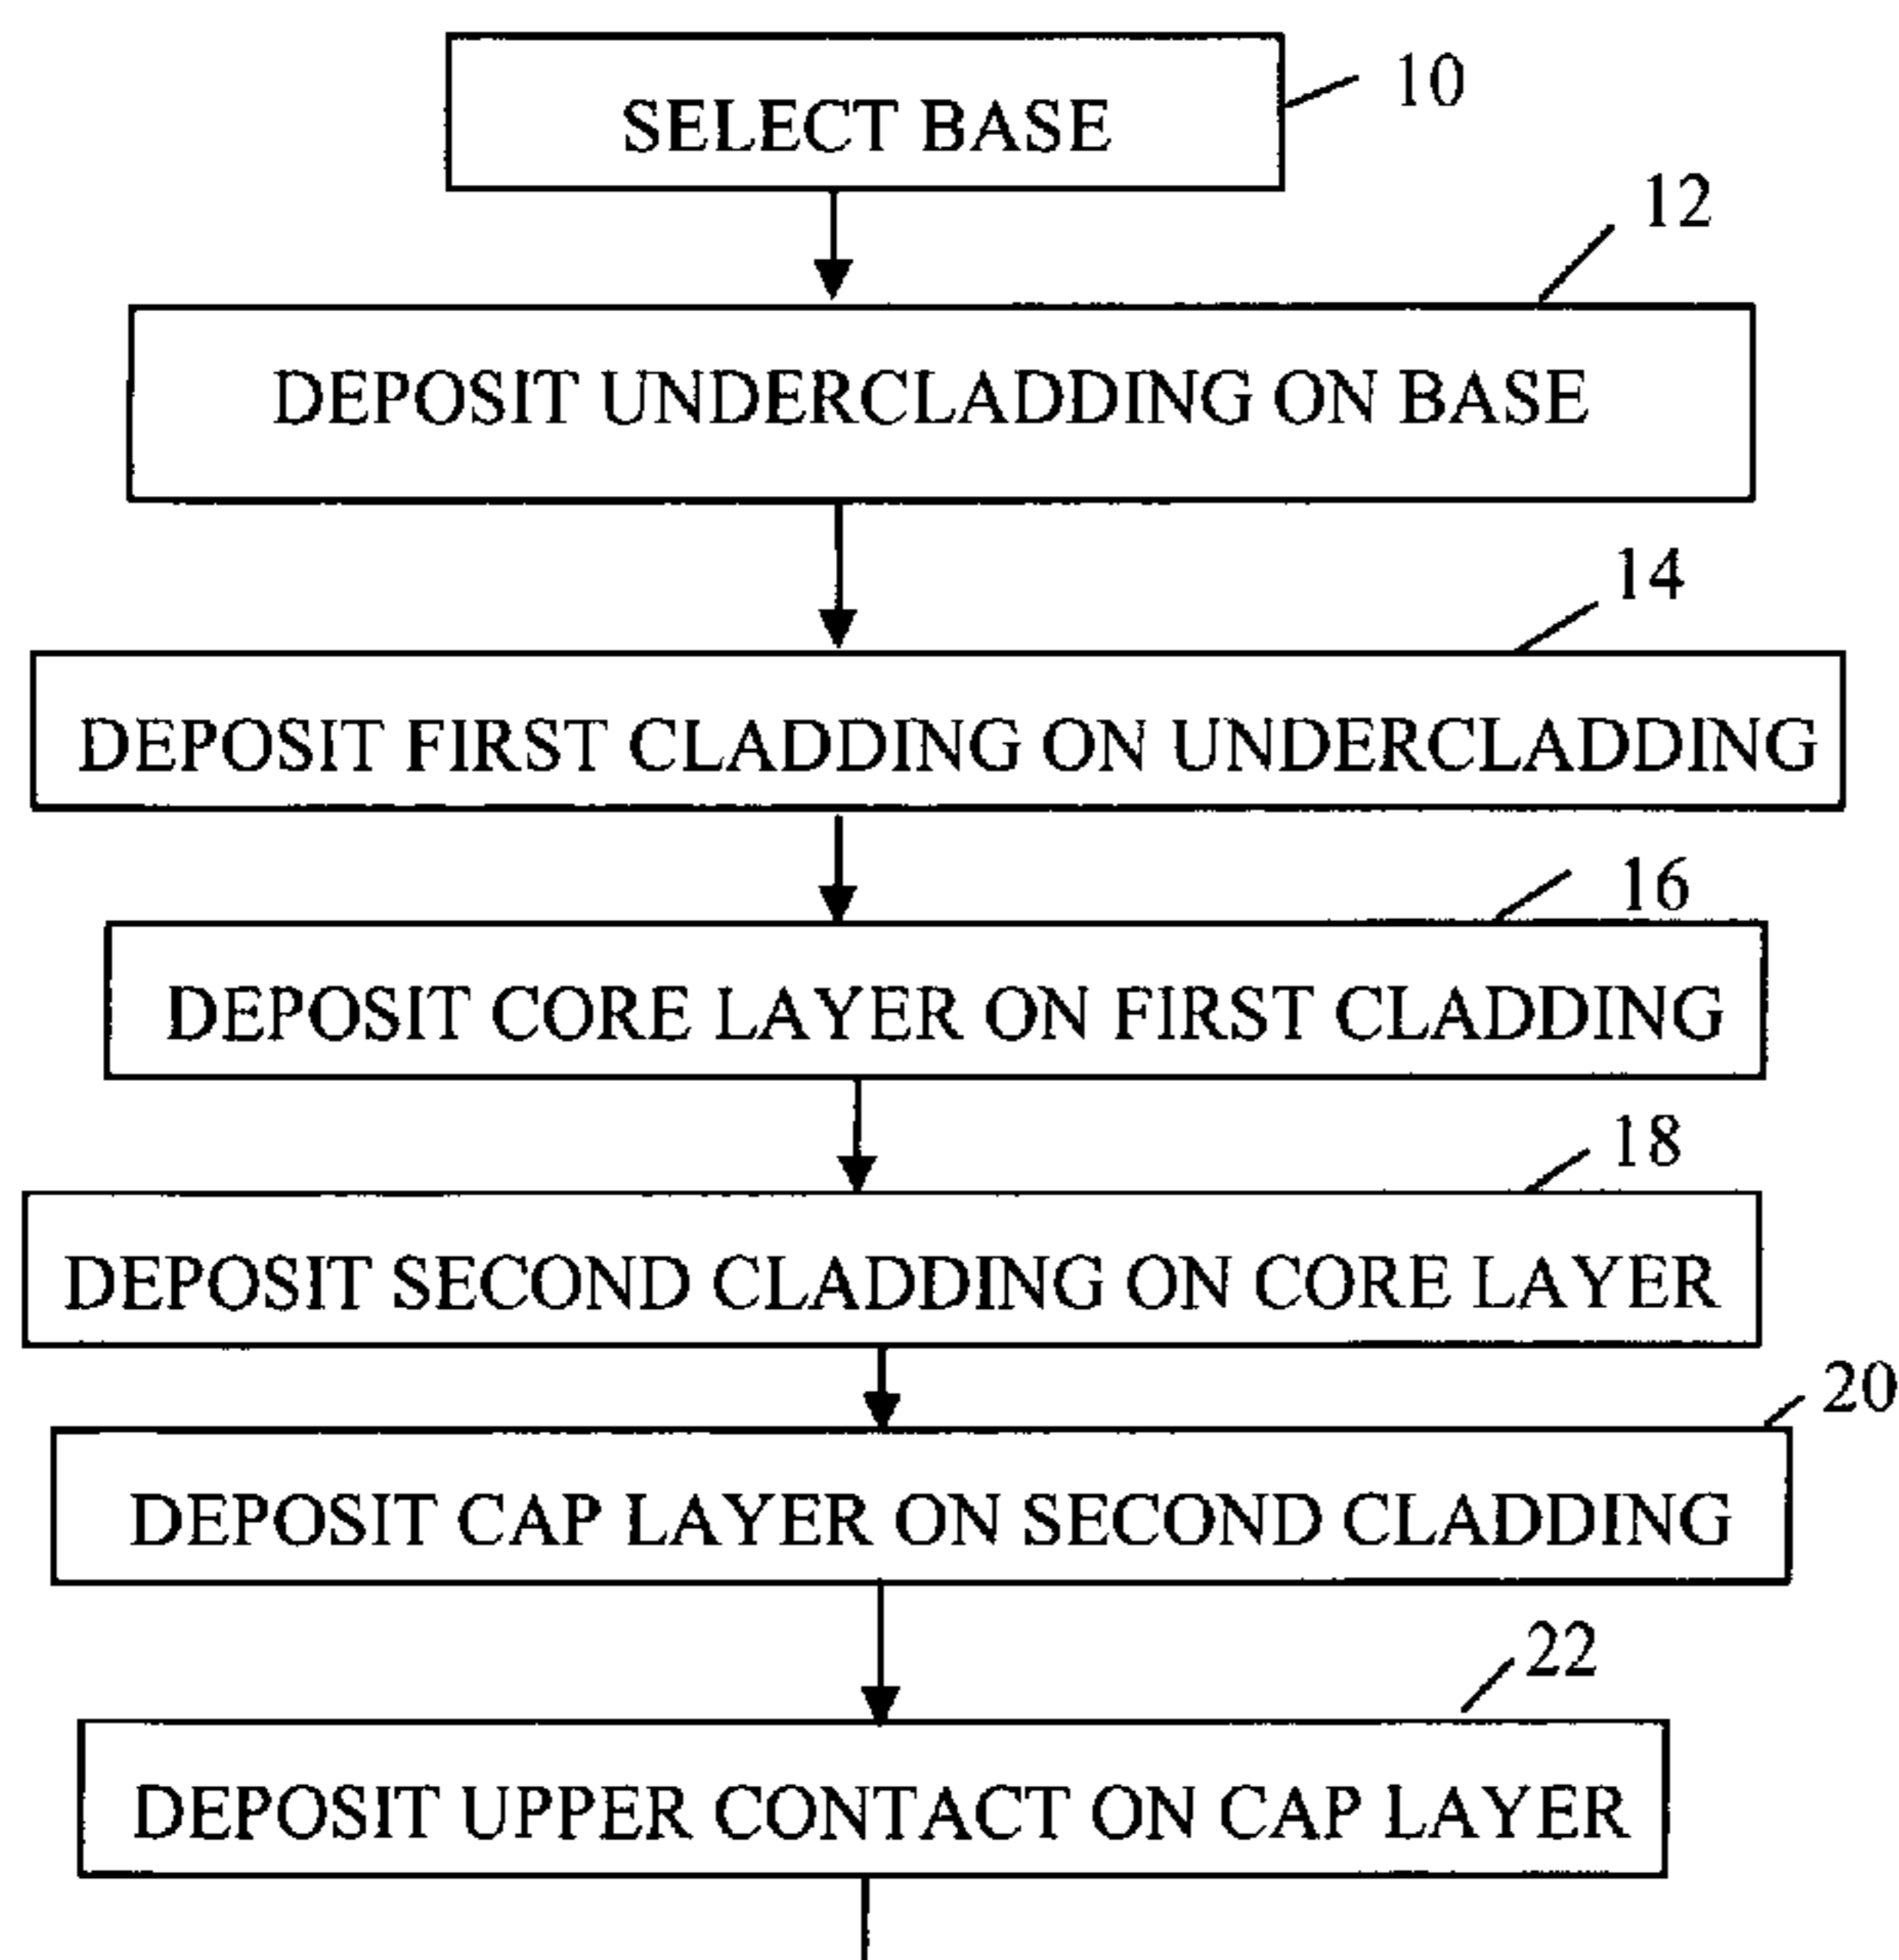 10
SELECT BASE
12
DEPOSIT UNDERCLADDING ON BASE
14
DEPOSIT FIRST CLADDING ON UNDERCLADDING
16
DEPOSIT CORE LAYER ON FIRST CLADDING
18
DEPOSIT SECOND CLADDING ON CORE LAYER
20
DEPOSIT CAP LAYER ON SECOND CLADDING
22
DEPOSIT UPPER CONTACT ON CAP LAYER